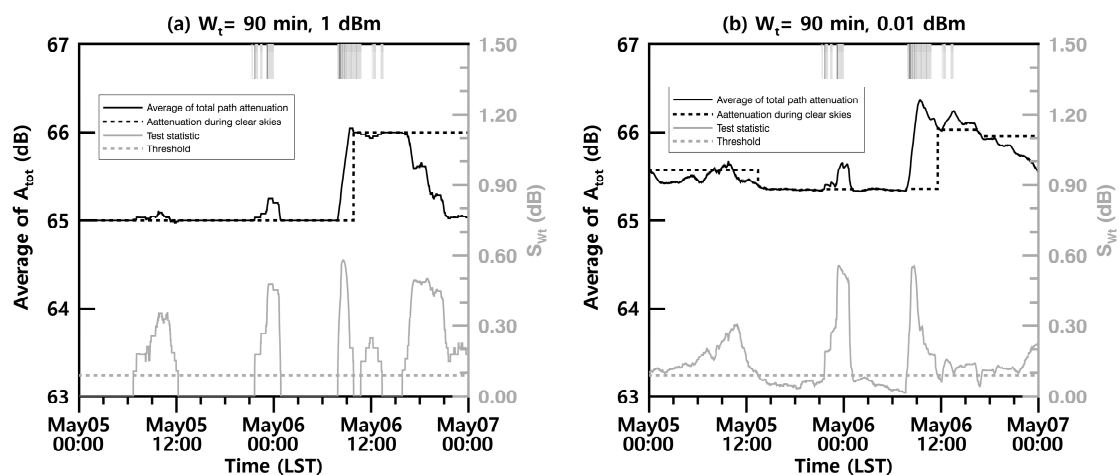 (a) Wt= 90 min, 1 dBm
67
66
65
64
63
Average of Atot (dB)
1.50
1.20
0.90
0.60
0.30
0.00
SWt (dB)
Average of total path attenuation
Aattenuation during clear skies
Test statistic
Threshold
May05 May05 May06 May06 May07
00:00 12:00 00:00 12:00 00:00
Time (LST)
(b) Wt= 90 min, 0.01 dBm
67
66
65
64
63
Average of Atot (dB)
1.50
1.20
0.90
0.60
0.30
0.00
SWt (dB)
Average of total path attenuation
Aattenuation during clear skies
Test statistic
Threshold
May05 May05 May06 May06 May07
00:00 12:00 00:00 12:00 00:00
Time (LST)